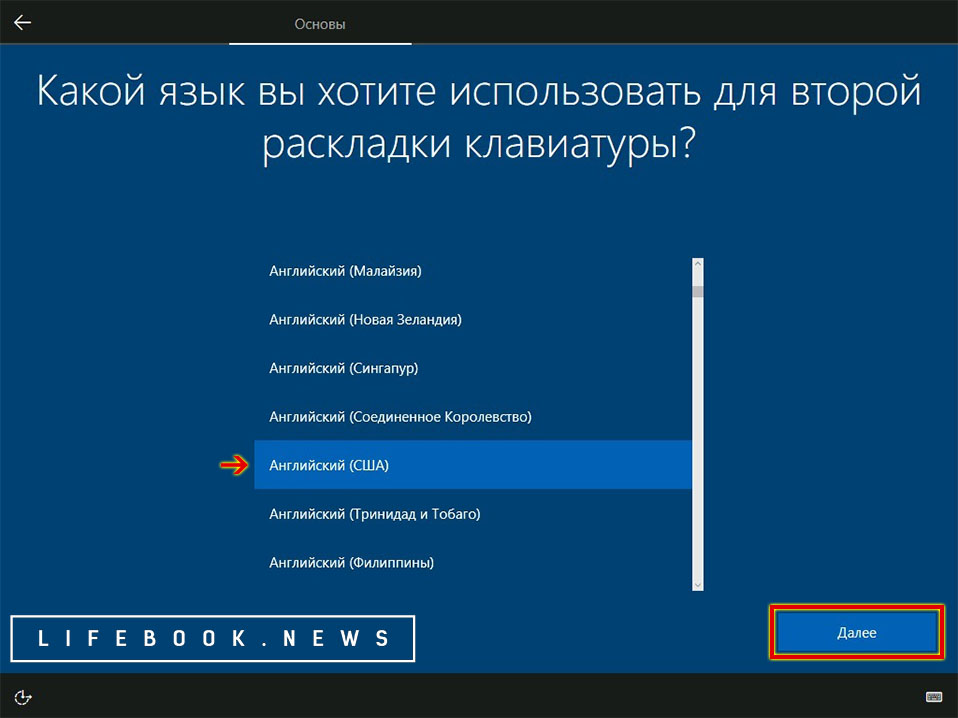 Основы
Какой язык вы хотите использовать для второй
раскладки клавиатуры?
Английский (Малайзия)
Английский (Новая Зеландия)
Английский (Сингапур)
Английский (Соединенное Королевство)
Английский (США)
Английский (Тринидад и Тобаго)
Английский (Филиппины)
LIFEBOOK.NEWS
Далее